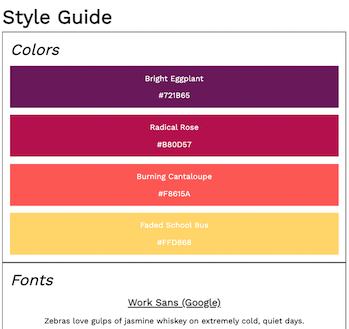 Style Guide
Colors
Bright Eggplant
#721B65
Radical Rose
#B80D57
Burning Cantaloupe
#F8615A
Faded School Bus
#FFD868
Fonts
Work Sans (Google)
Zebras love gulps of jasmine whiskey on extremely cold, quiet days.